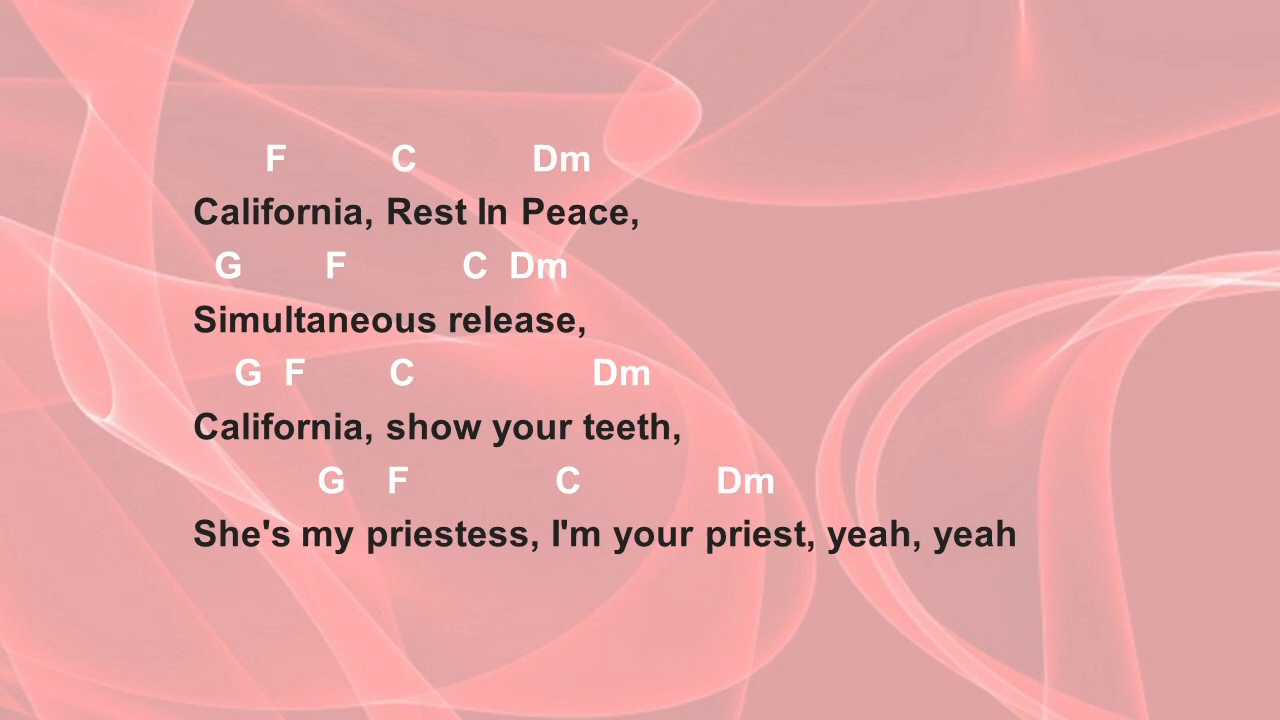 F C Dm
California, Rest In Peace,
G F C Dm
Simultaneous release,
G F C Dm
California, show your teeth,
G F C Dm
She's my priestess, I'm your priest, yeah, yeah